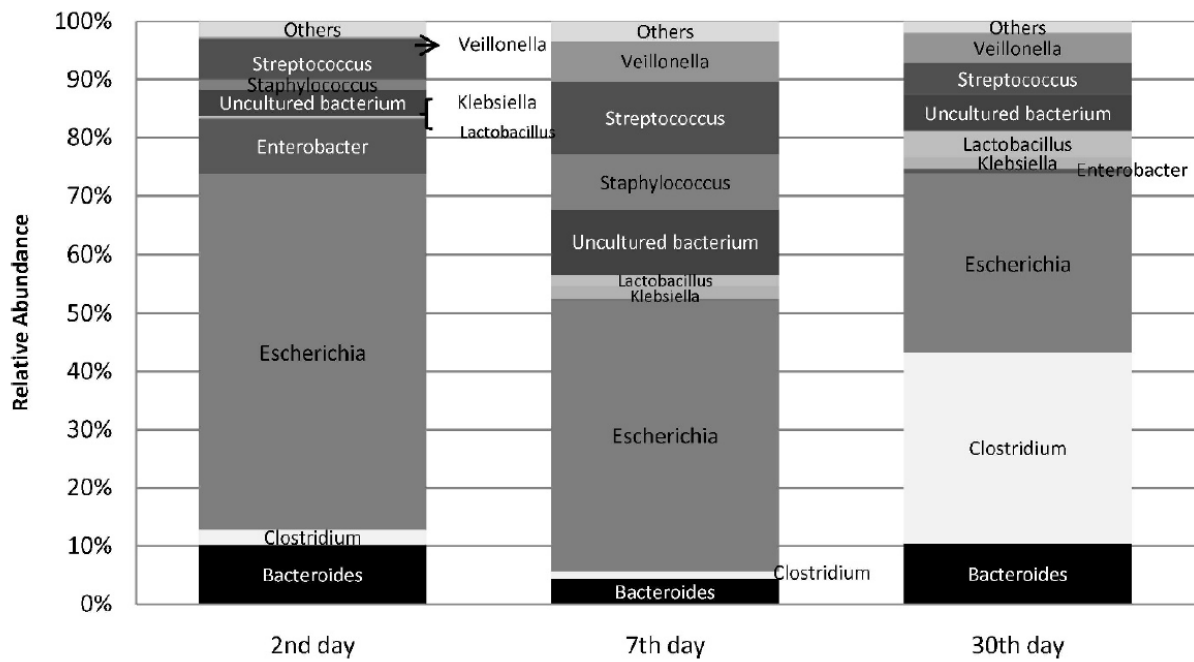 Relative Abundance
100%
90%
80%
70%
60%
50%
40%
30%
20%
10%
0%
Others
Veillonella
Streptococcus
Staphylococcus
Uncultured bacterium
Klebsiella
Lactobacillus
Enterobacter
Escherichia
Clostridium
Bacteroides
2nd day
Others
Veillonella
Streptococcus
Staphylococcus
Uncultured bacterium
Lactobacillus
Klebsiella
Escherichia
Clostridium
Bacteroides
7th day
Others
Veillonella
Streptococcus
Uncultured bacterium
Lactobacillus
Klebsiella
Enterobacter
Escherichia
Clostridium
Bacteroides
30th day